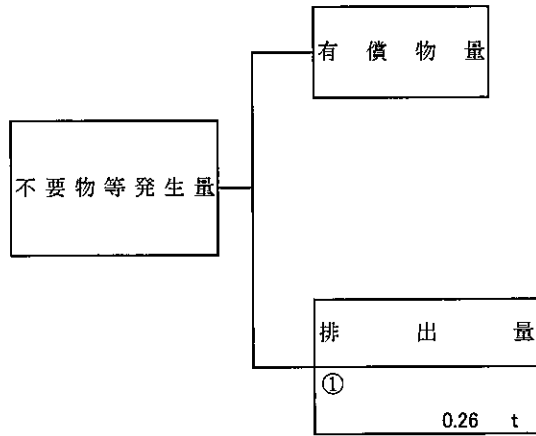 有償物量
不要物等発生量
排出量
①
0.26 t